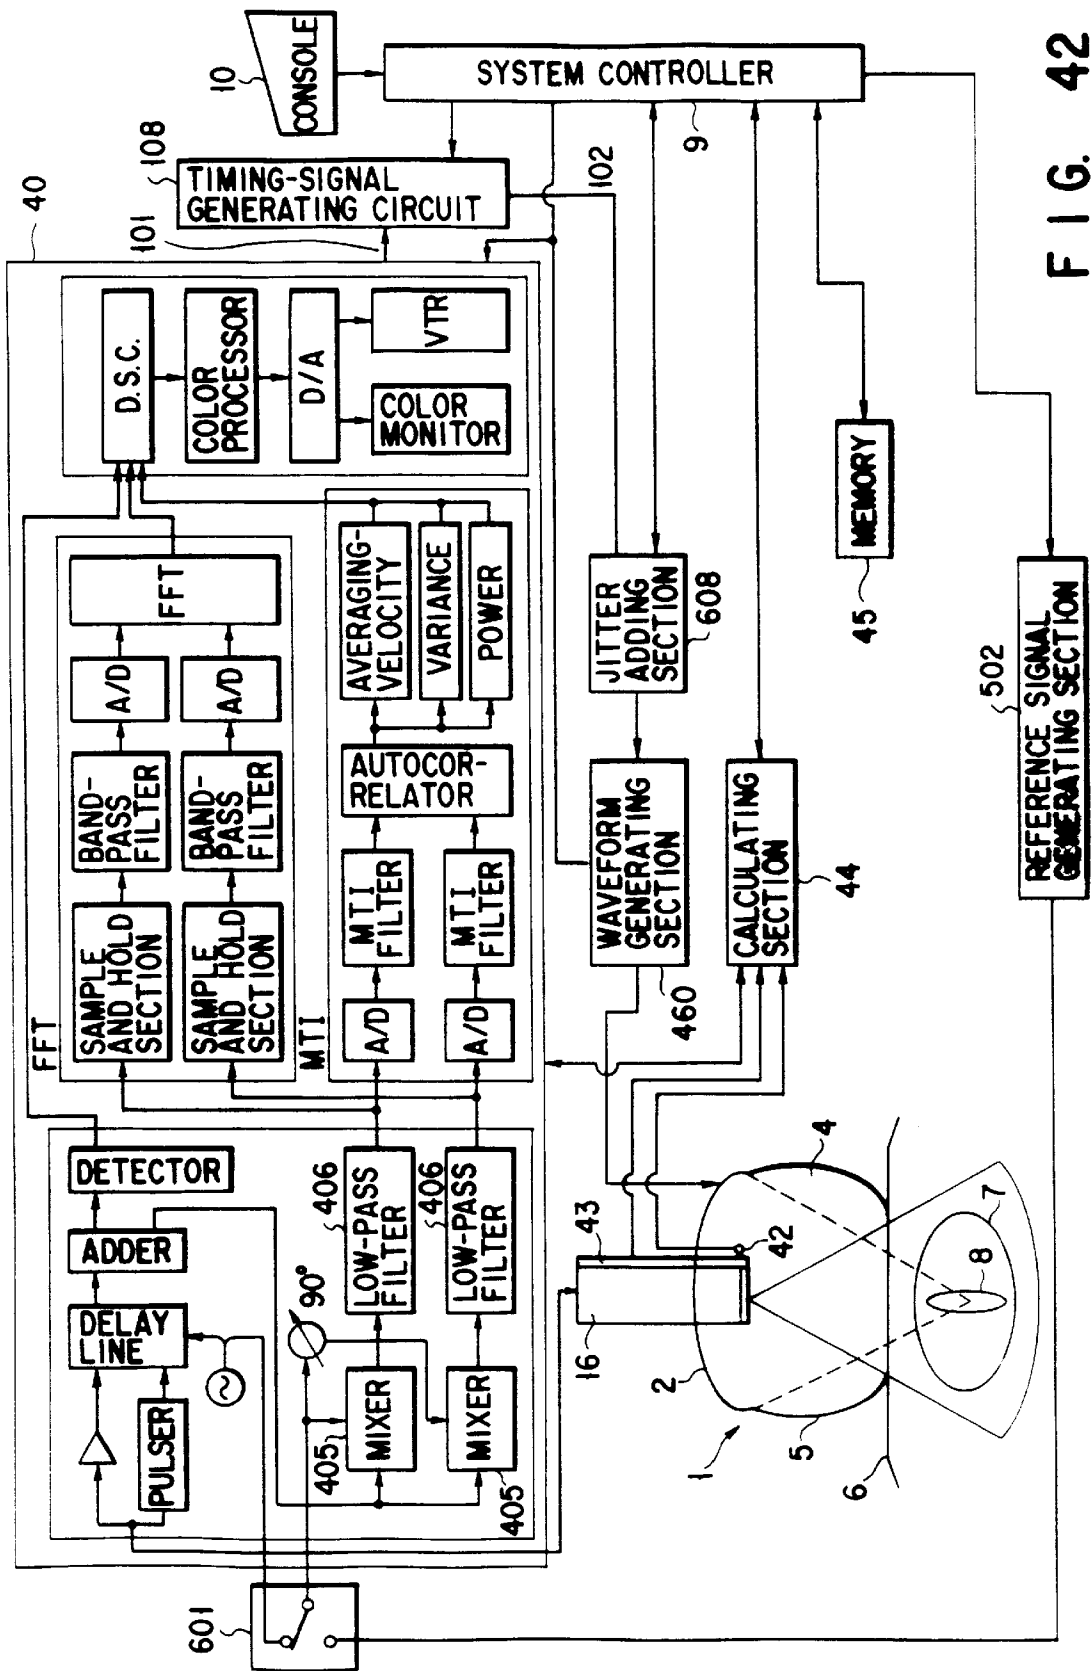 FIG. 42
10
CONSOLE
SYSTEM CONTROLLER
9
108
TIMING-SIGNAL
GENERATING CIRCUIT
101
102
40
D.S.C.
COLOR
PROCESSOR
D/A
VTR
COLOR
MONITOR
FFT
SAMPLE
AND HOLD
SECTION
BAND-
PASS
FILTER
A/D
FFT
SAMPLE
AND HOLD
SECTION
BAND-
PASS
FILTER
A/D
MTI
A/D
MTI
FILTER
AUTOCOR-
RELATOR
AVERAGING-
VELOCITY
VARIANCE
POWER
A/D
MTI
FILTER
DETECTOR
ADDER
DELAY
LINE
PULSER
90°
406
LOW-PASS
FILTER
406
LOW-PASS
FILTER
405
MIXER
405
MIXER
601
JITTER
ADDING
SECTION
608
WAVEFORM
GENERATING
SECTION
460
CALCULATING
SECTION
44
MEMORY
45
502
REFERENCE SIGNAL
GENERATING SECTION
43
16
42
2
4
1
5
6
7
8